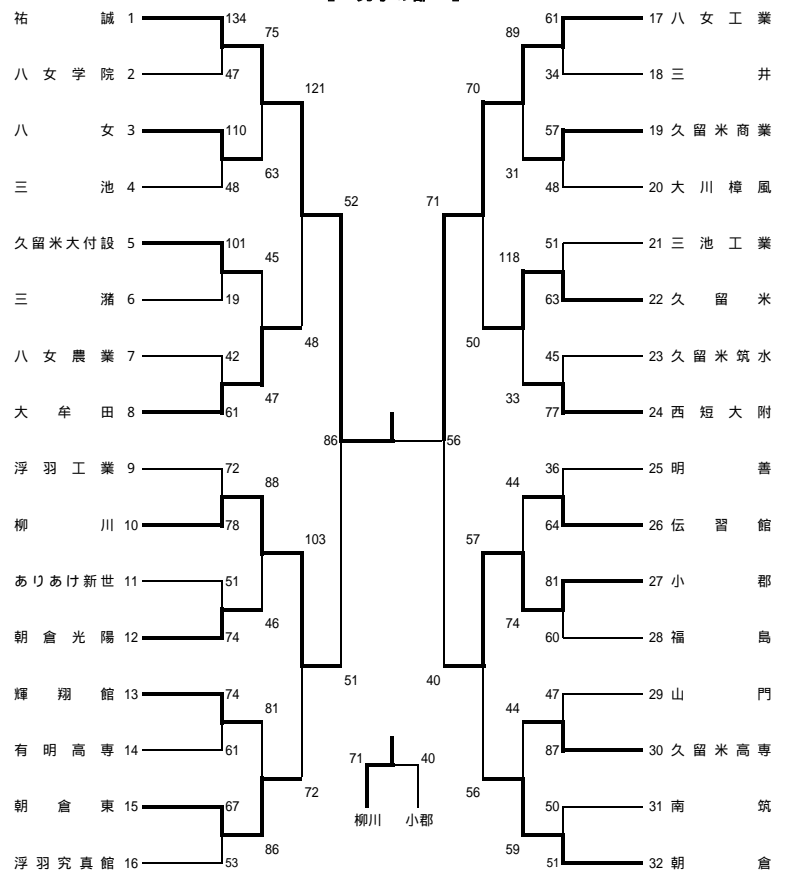 祐誠 1 134
75
八女学院 2 47
121
八女 3 110
63
三池 4 48
52
久留米大付設 5 101
45
三潴 6 19
48
八女農業 7 42
47
大牟田 8 61
86
浮羽工業 9 72
88
柳川 10 78
103
ありあけ新世 11 51
46
朝倉光陽 12 74
51
輝翔館 13 74
81
有明高専 14 61
72
朝倉東 15 67
86
浮羽究真館 16 53
61 17 八女工業
89
34 18 三井
70
57 19 久留米商業
31
48 20 大川樟風
71
51 21 三池工業
118
63 22 久留米
50
45 23 久留米筑水
33
77 24 西短大附
56
36 25 明善
44
64 26 伝習館
57
81 27 小郡
74
60 28 福島
40
47 29 山門
44
87 30 久留米高専
56
50 31 南筑
59
51 32 朝倉
71 40
柳川 小郡